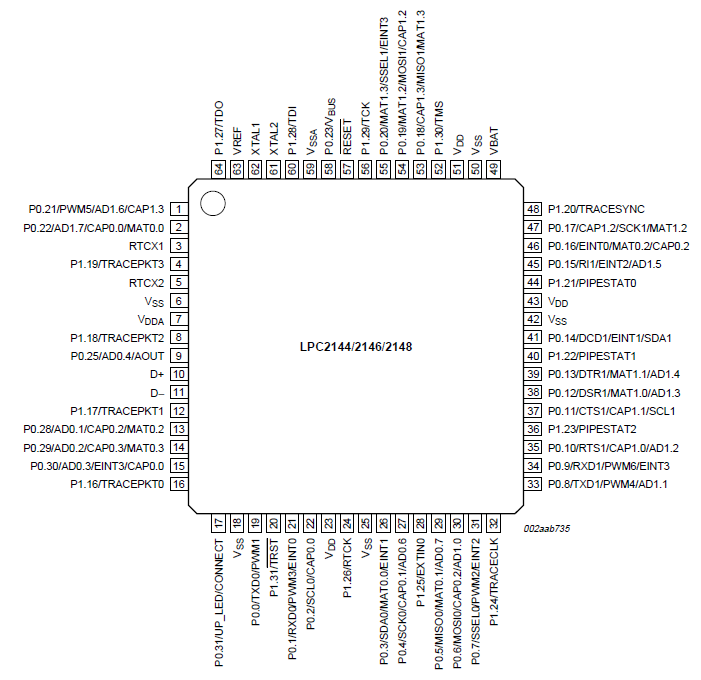 64 P1.27/TDO
63 VREF
62 XTAL1
61 XTAL2
60 P1.28/TDI
59 VSSA
58 P0.23/VBUS
57 RESET
56 P1.29/TCK
55 P0.20/MAT1.3/SSEL1/EINT3
54 P0.19/MAT1.2/MOSI1/CAP1.2
53 P0.18/CAP1.3/MISO1/MAT1.3
52 P1.30/TMS
51 VDD
50 VSS
49 VBAT
P0.21/PWM5/AD1.6/CAP1.3 1
P0.22/AD1.7/CAP0.0/MAT0.0 2
RTCX1 3
P1.19/TRACEPKT3 4
RTCX2 5
VSS 6
VDDA 7
P1.18/TRACEPKT2 8
P0.25/AD0.4/AOUT 9
D+ 10
D− 11
P1.17/TRACEPKT1 12
P0.28/AD0.1/CAP0.2/MAT0.2 13
P0.29/AD0.2/CAP0.3/MAT0.3 14
P0.30/AD0.3/EINT3/CAP0.0 15
P1.16/TRACEPKT0 16
LPC2144/2146/2148
48 P1.20/TRACESYNC
47 P0.17/CAP1.2/SCK1/MAT1.2
46 P0.16/EINT0/MAT0.2/CAP0.2
45 P0.15/RI1/EINT2/AD1.5
44 P1.21/PIPESTAT0
43 VDD
42 VSS
41 P0.14/DCD1/EINT1/SDA1
40 P1.22/PIPESTAT1
39 P0.13/DTR1/MAT1.1/AD1.4
38 P0.12/DSR1/MAT1.0/AD1.3
37 P0.11/CTS1/CAP1.1/SCL1
36 P1.23/PIPESTAT2
35 P0.10/RTS1/CAP1.0/AD1.2
34 P0.9/RXD1/PWM6/EINT3
33 P0.8/TXD1/PWM4/AD1.1
17 P0.31/UP_LED/CONNECT
18 VSS
19 P0.0/TXD0/PWM1
20 P1.31/TRST
21 P0.1/RXD0/PWM3/EINT0
22 P0.2/SCL0/CAP0.0
23 VDD
24 P1.26/RTCK
25 VSS
26 P0.3/SDA0/MAT0.0/EINT1
27 P0.4/SCK0/CAP0.1/AD0.6
28 P1.25/EXTIN0
29 P0.5/MISO0/MAT0.1/AD0.7
30 P0.6/MOSI0/CAP0.2/AD1.0
31 P0.7/SSEL0/PWM2/EINT2
32 P1.24/TRACECLK
002aab735